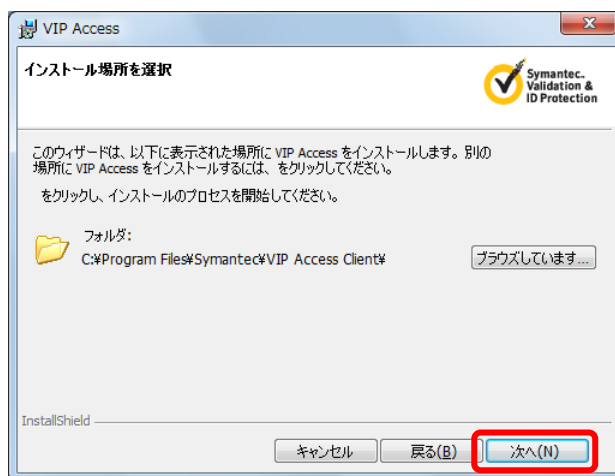 VIP Access
インストール場所を選択
Symantec.
Validation &
ID Protection
このウィザードは、以下に表示された場所に VIP Access をインストールします。別の
場所に VIP Access をインストールするには、をクリックしてください。
をクリックし、インストールのプロセスを開始してください。
フォルダ:
C:¥Program Files¥Symantec¥VIP Access Client¥
ブラウズしています...
InstallShield
キャンセル
戻る(B)
次へ(N)